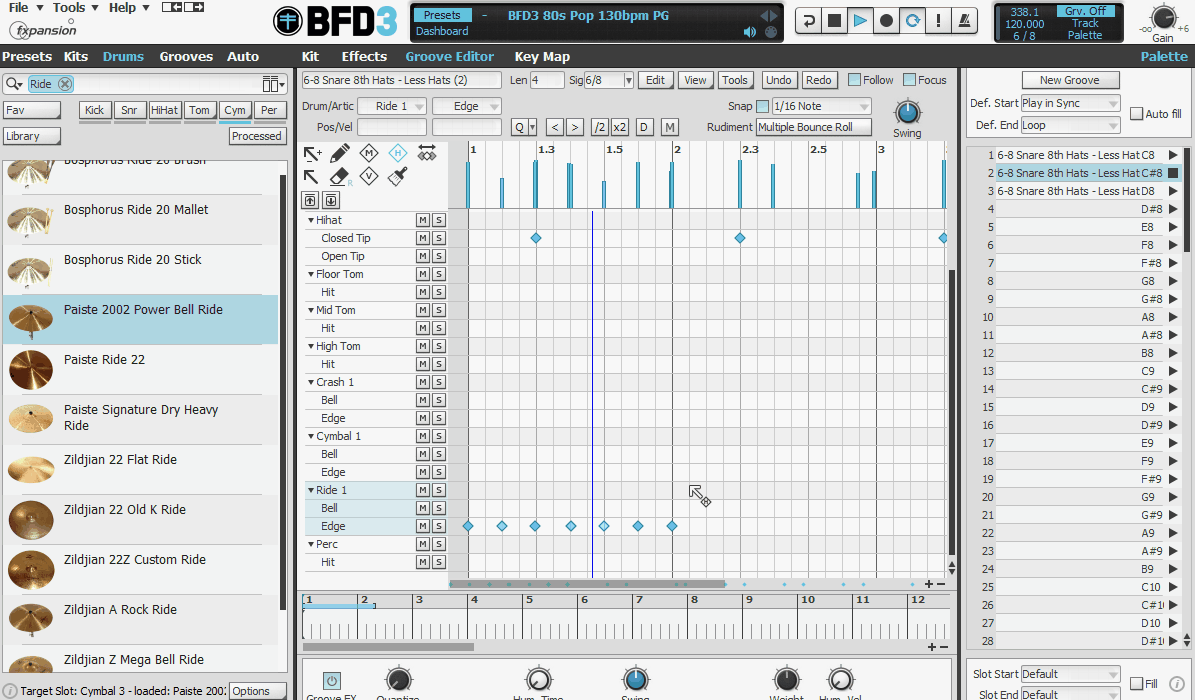 File ▼ Tools ▼ Help ▼
fxpansion
BFD3
Presets - BFD3 80s Pop 130bpm PG
Dashboard
338.1 Grv. Off
120.000 Track
6 / 8 Palette
-oo +6
Gain
Presets Kits Drums Grooves Auto
Kit Effects Groove Editor Key Map
Palette
Ride
Fav Kick Snr HiHat Tom Cym Per
Library Processed
Bosphorus Ride 20 Brush
Bosphorus Ride 20 Mallet
Bosphorus Ride 20 Stick
Paiste 2002 Power Bell Ride
Paiste Ride 22
Paiste Signature Dry Heavy
Ride
Zildjian 22 Flat Ride
Zildjian 22 Old K Ride
Zildjian 22Z Custom Ride
Zildjian A Rock Ride
Zildjian Z Mega Bell Ride
Target Slot: Cymbal 3 - loaded: Paiste 200 Options
6-8 Snare 8th Hats - Less Hats (2) Len 4 Sig 6/8 Edit View Tools Undo Redo Follow Focus
Drum/Artic Ride 1 Edge Snap 1/16 Note
Pos/Vel Q < > /2 x2 D M Rudiment Multiple Bounce Roll
Swing
M H
R V
1 1.3 1.5 2 2.3 2.5 3
Hihat M S
Closed Tip M S
Open Tip M S
Floor Tom M S
Hit M S
Mid Tom M S
Hit M S
High Tom M S
Hit M S
Crash 1 M S
Bell M S
Edge M S
Cymbal 1 M S
Bell M S
Edge M S
Ride 1 M S
Bell M S
Edge M S
Perc M S
Hit M S
1 2 3 4 5 6 7 8 9 10 11 12
Groove FX Quantize Hum. Time Swing Weight Hum. Vel
New Groove
Def. Start Play in Sync
Def. End Loop
Auto fill
1 6-8 Snare 8th Hats - Less Hat C8
2 6-8 Snare 8th Hats - Less Hat C#8
3 6-8 Snare 8th Hats - Less Hat D8
4 D#8
5 E8
6 F8
7 F#8
8 G8
9 G#8
10 A8
11 A#8
12 B8
13 C9
14 C#9
15 D9
16 D#9
17 E9
18 F9
19 F#9
20 G9
21 G#9
22 A9
23 A#9
24 B9
25 C10
26 C#1
27 D10
28 D#1
Slot Start Default
Slot End Default
Fill